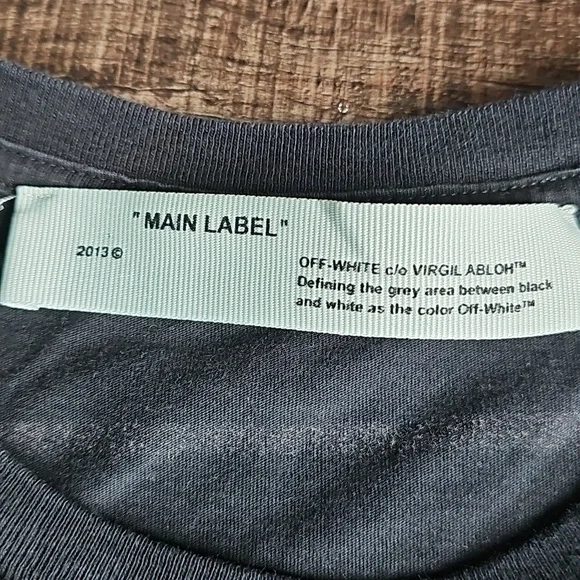 "MAIN LABEL"
2013 ©
OFF-WHITE c/o VIRGIL ABLOH™
Defining the grey area between black
and white as the color Off-White™